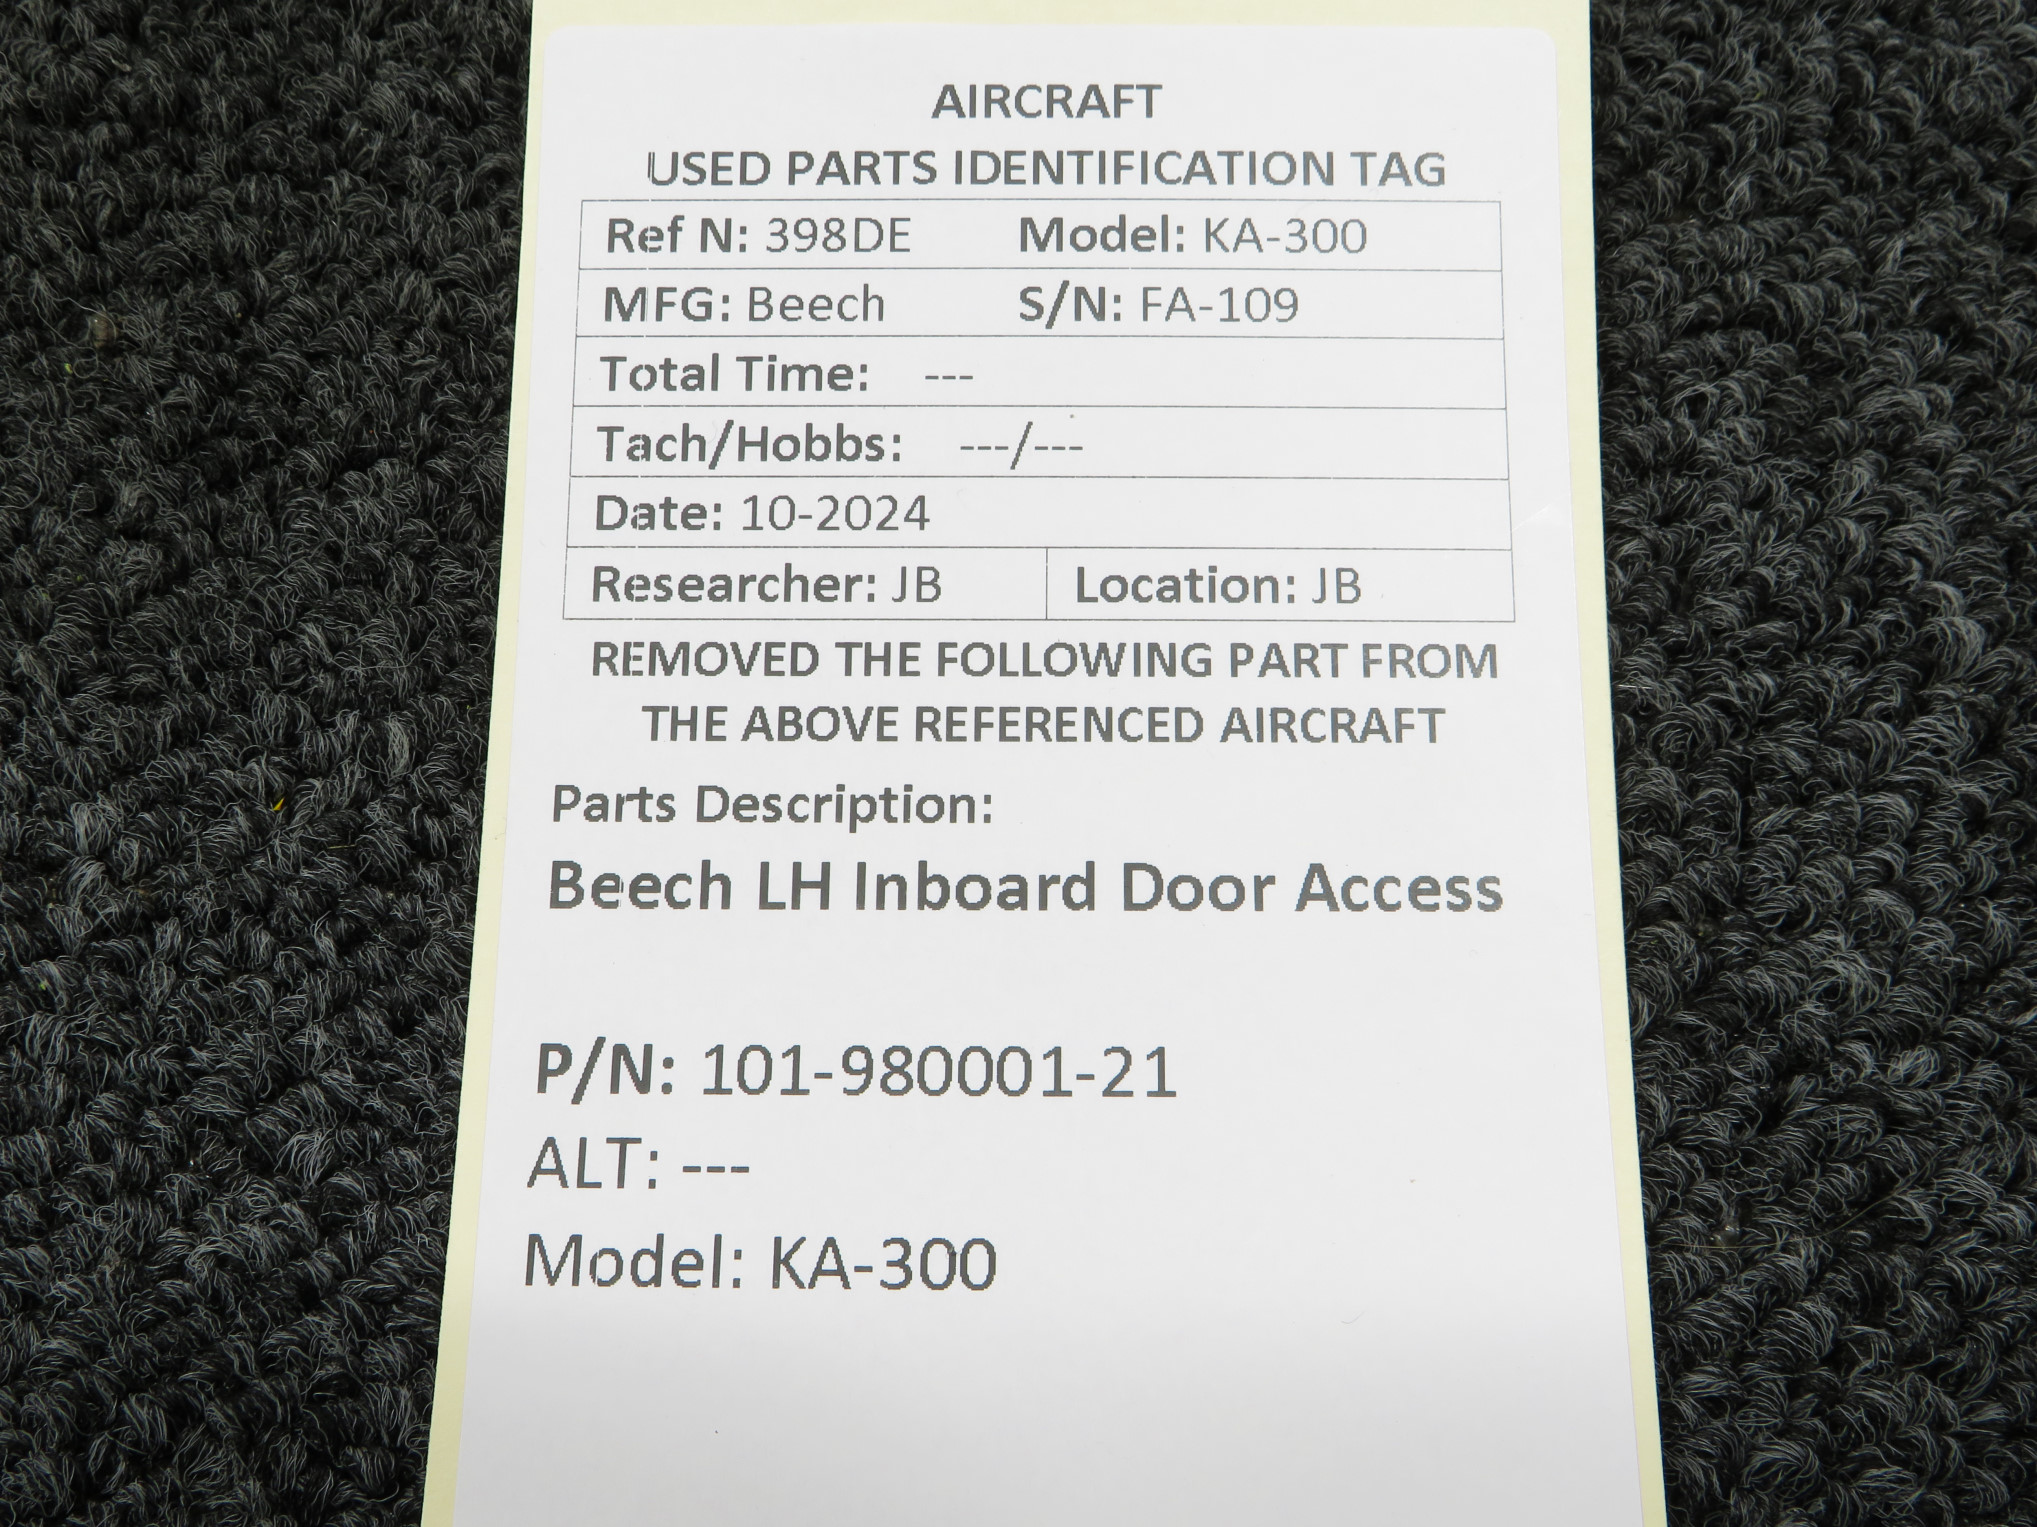 AIRCRAFT
USED PARTS IDENTIFICATION TAG
Ref N: 398DE Model: KA-300
MFG: Beech S/N: FA-109
Total Time: ---
Tach/Hobbs: ---/---
Date: 10-2024
Researcher: JB Location: JB
REMOVED THE FOLLOWING PART FROM
THE ABOVE REFERENCED AIRCRAFT
Parts Description:
Beech LH Inboard Door Access
P/N: 101-980001-21
ALT: ---
Model: KA-300